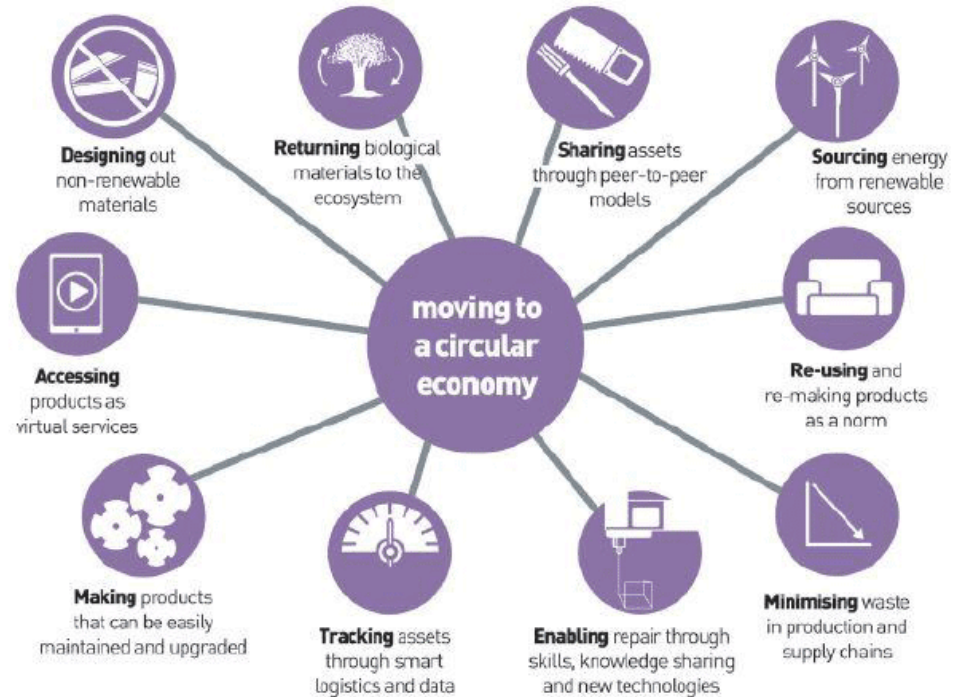 Designing out
non-renewable
materials
Returning biological
materials to the
ecosystem
Sharing assets
through peer-to-peer
models
Sourcing energy
from renewable
sources
moving to
a circular
economy
Accessing
products as
virtual services
Re-using and
re-making products
as a norm
Making products
that can be easily
maintained and upgraded
Tracking assets
through smart
logistics and data
Enabling repair through
skills, knowledge sharing
and new technologies
Minimising waste
in production and
supply chains